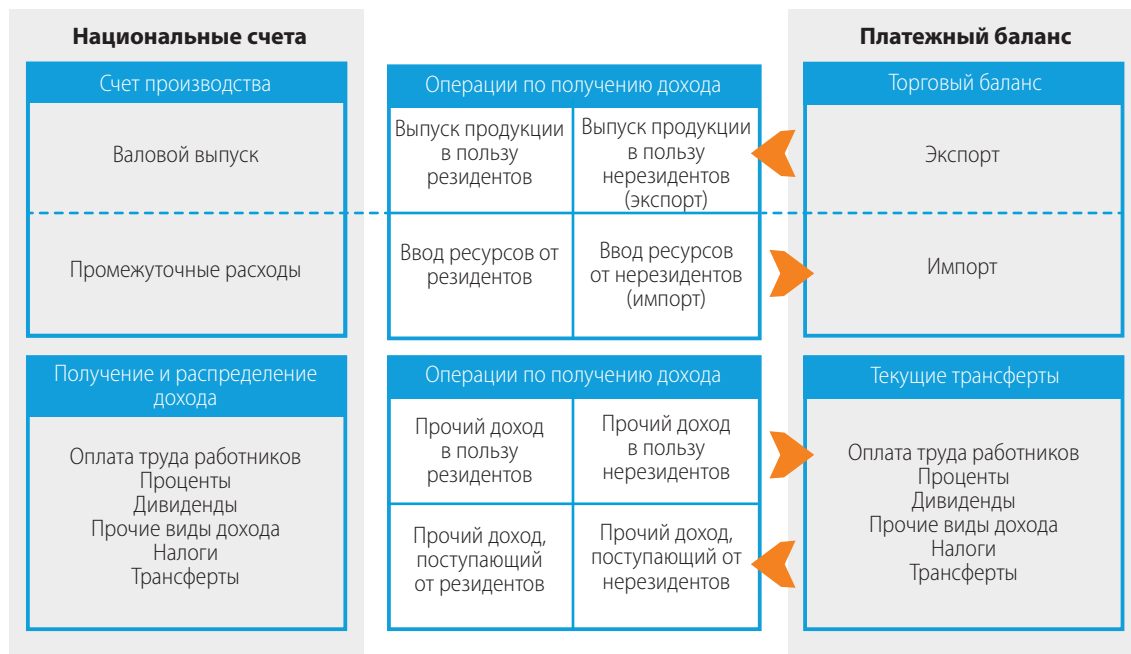 Национальные счета
Платежный баланс
Счет производства
Операции по получению дохода
Торговый баланс
Валовой выпуск
Выпуск продукции
в пользу
резидентов
Выпуск продукции
в пользу
нерезидентов
(экспорт)
Экспорт
Промежуточные расходы
Ввод ресурсов от
резидентов
Ввод ресурсов
от нерезидентов
(импорт)
Импорт
Получение и распределение
дохода
Операции по получению дохода
Текущие трансферты
Оплата труда работников
Проценты
Дивиденды
Прочие виды дохода
Налоги
Трансферты
Прочий доход
в пользу
резидентов
Прочий доход
в пользу
нерезидентов
Прочий доход,
поступающий
от резидентов
Прочий доход,
поступающий от
нерезидентов
Оплата труда работников
Проценты
Дивиденды
Прочие виды дохода
Налоги
Трансферты